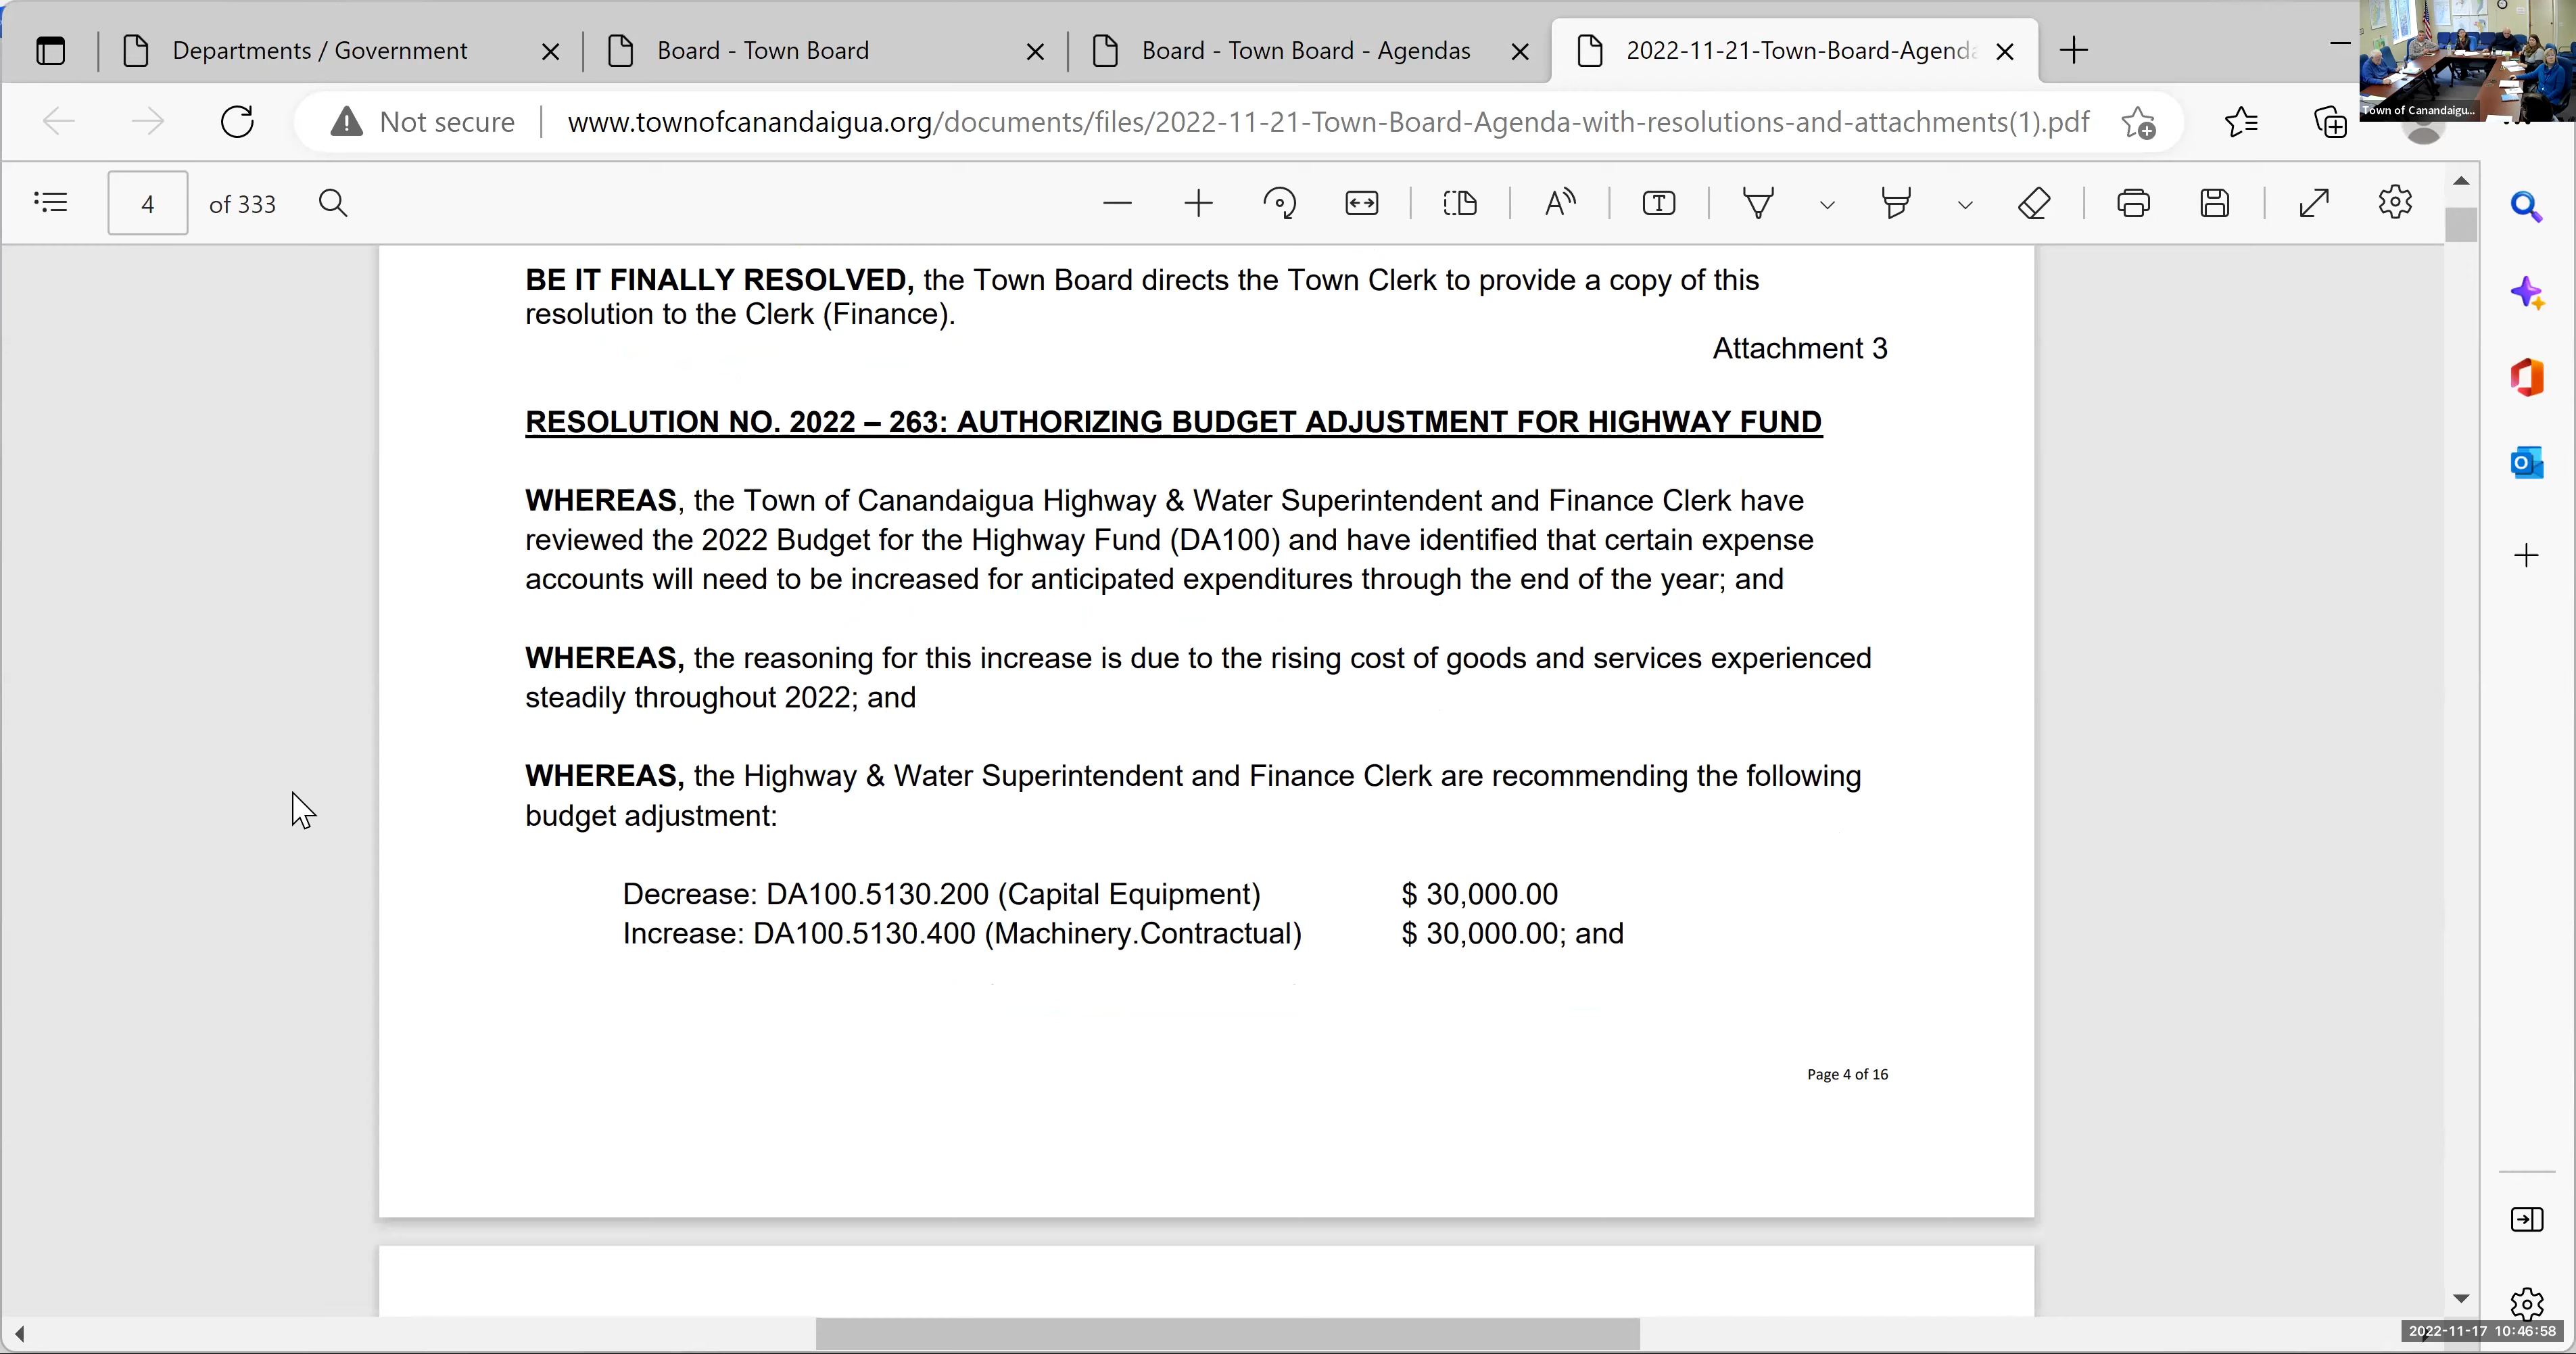 Departments / Government
Board - Town Board
Board - Town Board - Agendas
2022-11-21-Town-Board-Agenda
Town of Canandaigu...
Not secure
www.townofcanandaigua.org/documents/files/2022-11-21-Town-Board-Agenda-with-resolutions-and-attachments(1).pdf
4 of 333
BE IT FINALLY RESOLVED, the Town Board directs the Town Clerk to provide a copy of this
resolution to the Clerk (Finance).
Attachment 3
RESOLUTION NO. 2022 – 263: AUTHORIZING BUDGET ADJUSTMENT FOR HIGHWAY FUND
WHEREAS, the Town of Canandaigua Highway & Water Superintendent and Finance Clerk have
reviewed the 2022 Budget for the Highway Fund (DA100) and have identified that certain expense
accounts will need to be increased for anticipated expenditures through the end of the year; and
WHEREAS, the reasoning for this increase is due to the rising cost of goods and services experienced
steadily throughout 2022; and
WHEREAS, the Highway & Water Superintendent and Finance Clerk are recommending the following
budget adjustment:
Decrease: DA100.5130.200 (Capital Equipment) $ 30,000.00
Increase: DA100.5130.400 (Machinery.Contractual) $ 30,000.00; and
Page 4 of 16
2022-11-17 10:46:58